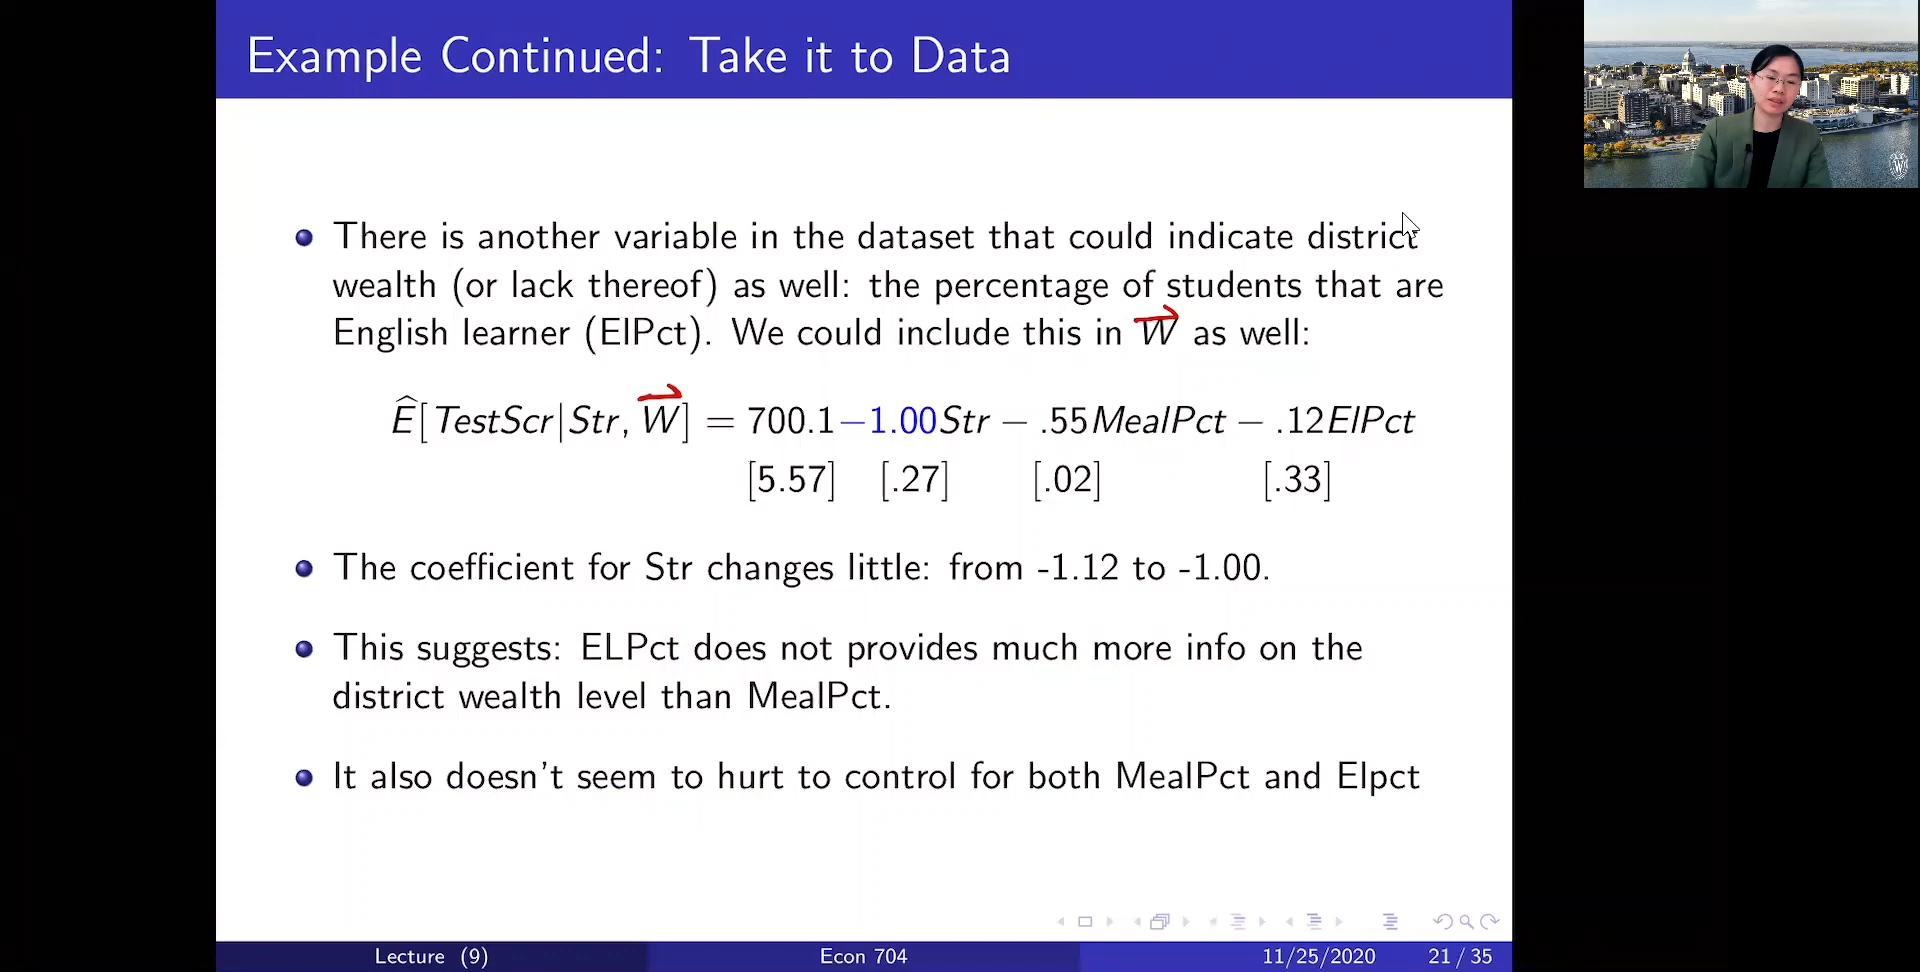 Example Continued: Take it to Data
There is another variable in the dataset that could indicate district
wealth (or lack thereof) as well: the percentage of students that are
English learner (ElPct). We could include this in W⃗ as well:
Ê[TestScr|Str, W⃗] = 700.1−1.00Str − .55MealPct − .12ElPct
[5.57] [.27] [.02] [.33]
The coefficient for Str changes little: from -1.12 to -1.00.
This suggests: ELPct does not provides much more info on the
district wealth level than MealPct.
It also doesn't seem to hurt to control for both MealPct and Elpct
Lecture (9) Econ 704 11/25/2020 21 / 35
W